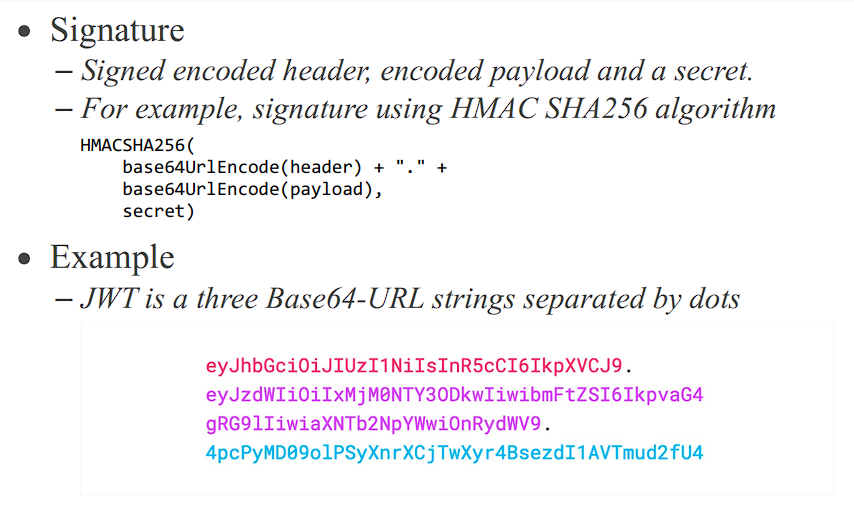 • Signature
– Signed encoded header, encoded payload and a secret.
– For example, signature using HMAC SHA256 algorithm
HMACSHA256(
    base64UrlEncode(header) + "." +
    base64UrlEncode(payload),
    secret)
• Example
– JWT is a three Base64-URL strings separated by dots
eyJhbGciOiJIUzI1NiIsInR5cCI6IkpXVCJ9.
eyJzdWIiOiIxMjM0NTY3ODkwIiwibmFtZSI6IkpvaG4
gRG9lIiwiaXNTb2NpYWwiOnRydWV9.
4pcPyMD09olPSyXnrXCjTwXyr4BsezdI1AVTmud2fU4